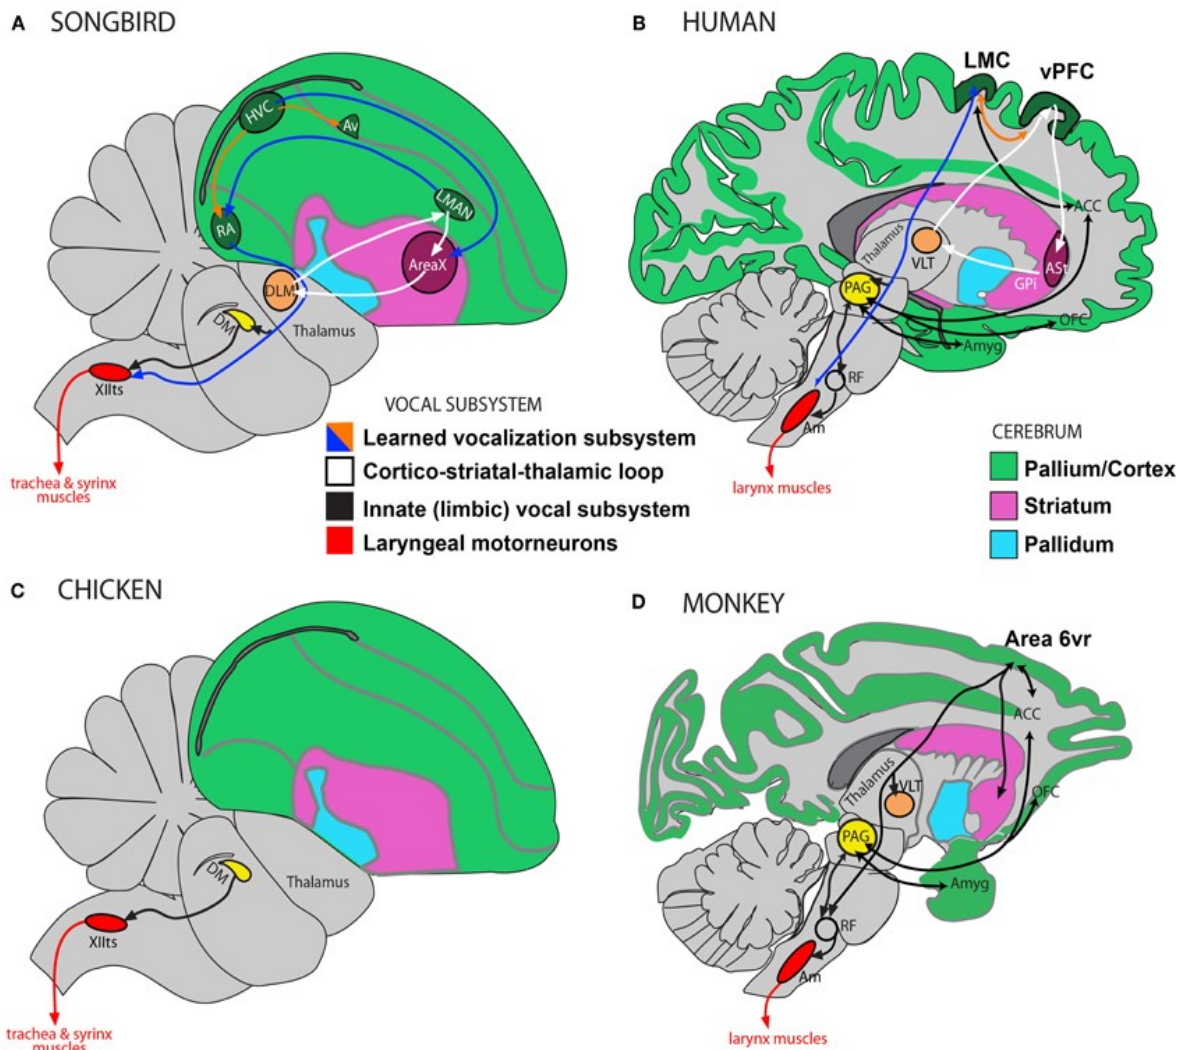 A SONGBIRD
HVC
Av
LMAN
RA
AreaX
DLM
DM
Thalamus
XIIts
trachea & syrinx
muscles
B HUMAN
LMC
vPFC
ACC
Thalamus
VLT
ASt
GPi
PAG
OFC
Amyg
RF
Am
larynx muscles
VOCAL SUBSYSTEM
Learned vocalization subsystem
Cortico-striatal-thalamic loop
Innate (limbic) vocal subsystem
Laryngeal motorneurons
CEREBRUM
Pallium/Cortex
Striatum
Pallidum
C CHICKEN
DM
Thalamus
XIIts
trachea & syrinx
muscles
D MONKEY
Area 6vr
ACC
Thalamus
VLT
OFC
PAG
Amyg
RF
Am
larynx muscles